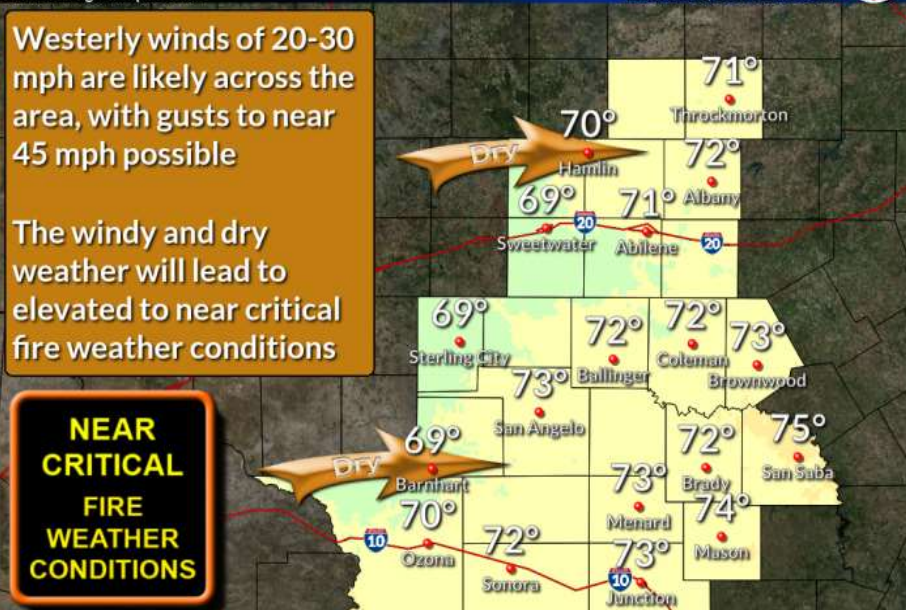 Westerly winds of 20-30
mph are likely across the
area, with gusts to near
45 mph possible
The windy and dry
weather will lead to
elevated to near critical
fire weather conditions
NEAR
CRITICAL
FIRE
WEATHER
CONDITIONS
71°
Throckmorton
70°
Dry
Hamlin
72°
Albany
69°
20
71°
Sweetwater
Abilene
20
69°
Sterling City
72°
Ballinger
72°
Coleman
73°
Brownwood
73°
San Angelo
69°
Dry
Barnhart
72°
Brady
75°
San Saba
73°
Menard
74°
Mason
70°
10
Ozona
72°
Sonora
73°
10
Junction